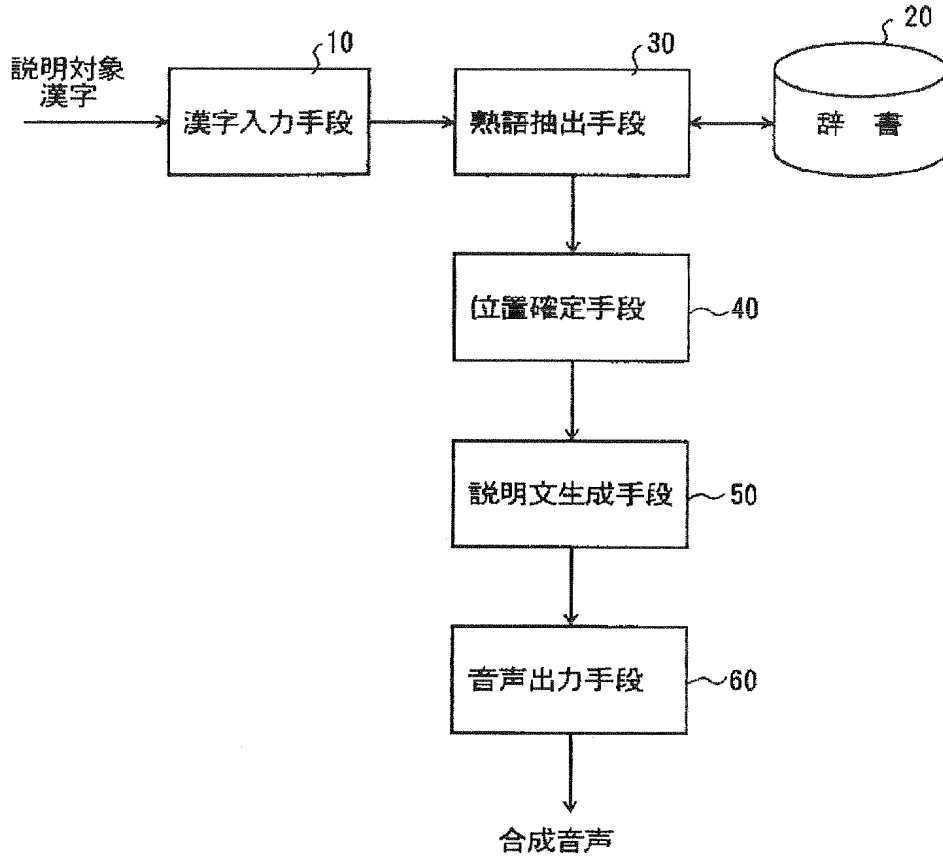 説明対象
漢字
10
漢字入力手段
30
熟語抽出手段
20
辞 書
位置確定手段
40
説明文生成手段
50
音声出力手段
60
合成音声